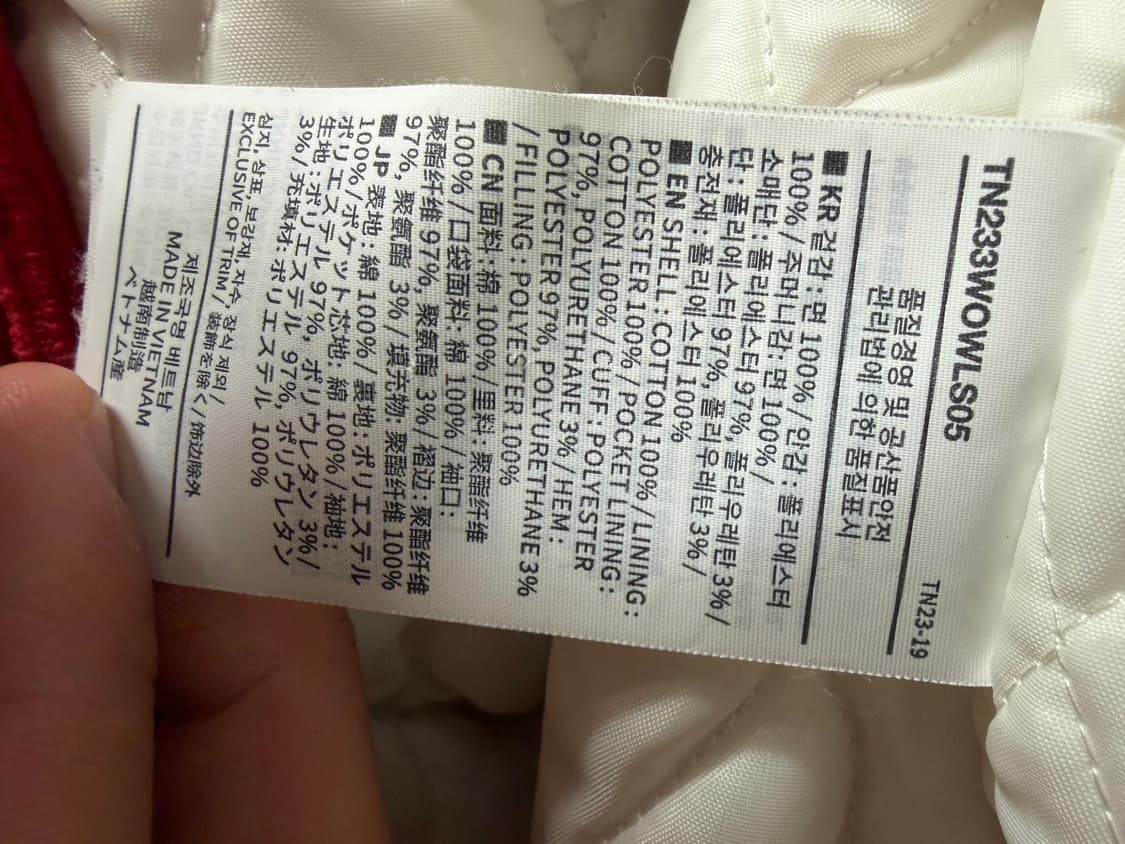 TN233WOWLS05
TN23-19
품질경영 및 공산품안전
관리법에 의한 품질표시
■ KR 겉감 : 면 100% / 안감 : 폴리에스터
100% / 주머니감 : 면 100% /
소매단 : 폴리에스터 97%, 폴리우레탄 3% /
단 : 폴리에스터 97%, 폴리우레탄 3% /
충전재 : 폴리에스터 100%
■ EN SHELL : COTTON 100% / LINING :
POLYESTER 100% / POCKET LINING :
COTTON 100% / CUFF : POLYESTER
97%, POLYURETHANE 3% / HEM :
POLYESTER 97%, POLYURETHANE 3%
/ FILLING : POLYESTER 100%
■ CN 面料 : 棉 100% / 里料 : 聚酯纤维
100% / 口袋面料 : 棉 100% / 袖口 :
聚酯纤维 97%, 聚氨酯 3% / 褶边 : 聚酯纤维
97%, 聚氨酯 3% / 填充物 : 聚酯纤维 100%
■ JP 表地 : 綿 100% / 裏地 : ポリエステル
100% / ポケット芯地 : 綿 100% / 袖地 :
ポリエステル 97%, ポリウレタン 3% /
生地 : ポリエステル 97%, ポリウレタン
3% / 充填材 : ポリエステル 100%
심지, 상표, 보강재, 자수, 장식 제외 /
EXCLUSIVE OF TRIM / 装飾を除く / 饰边除外
제조국명 베트남
MADE IN VIETNAM
越南制造
ベトナム産